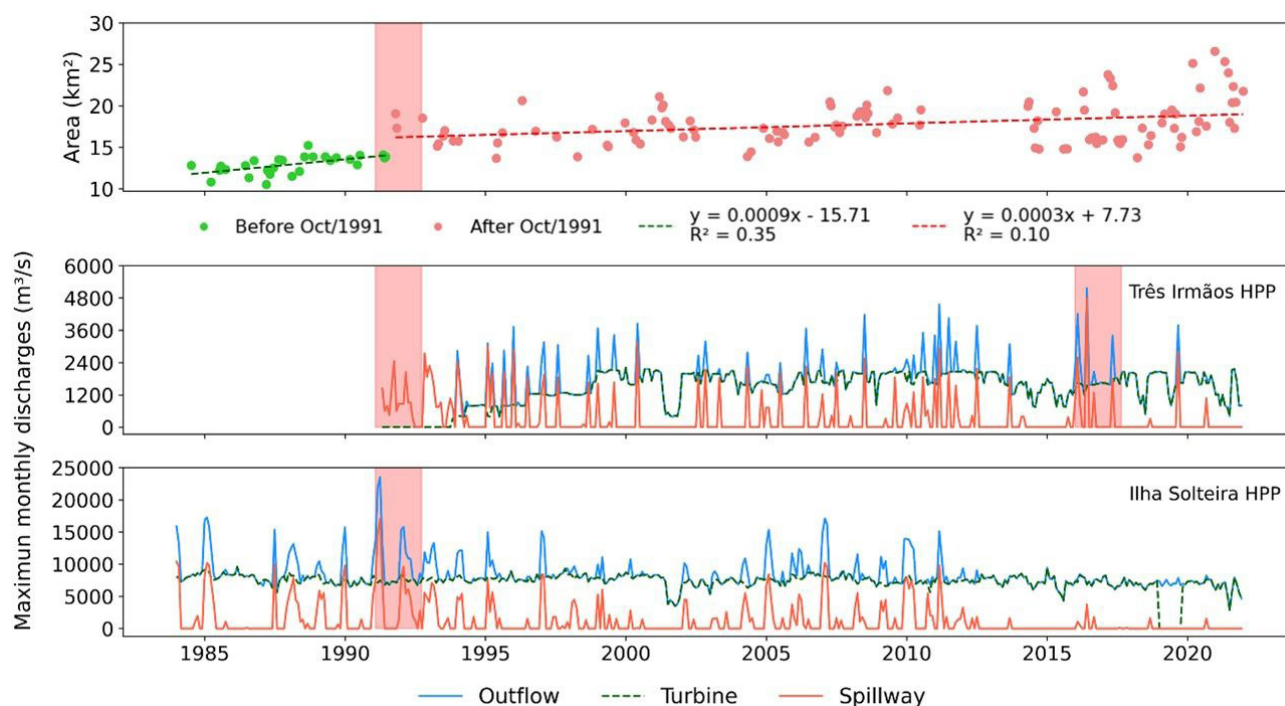 30
25
20
15
10
Area (km²)
Before Oct/1991
After Oct/1991
y = 0.0009x - 15.71
R² = 0.35
y = 0.0003x + 7.73
R² = 0.10
Maximun monthly discharges (m³/s)
6000
4800
3600
2400
1200
0
Três Irmãos HPP
25000
20000
15000
10000
5000
0
Ilha Solteira HPP
1985 1990 1995 2000 2005 2010 2015 2020
Outflow Turbine Spillway